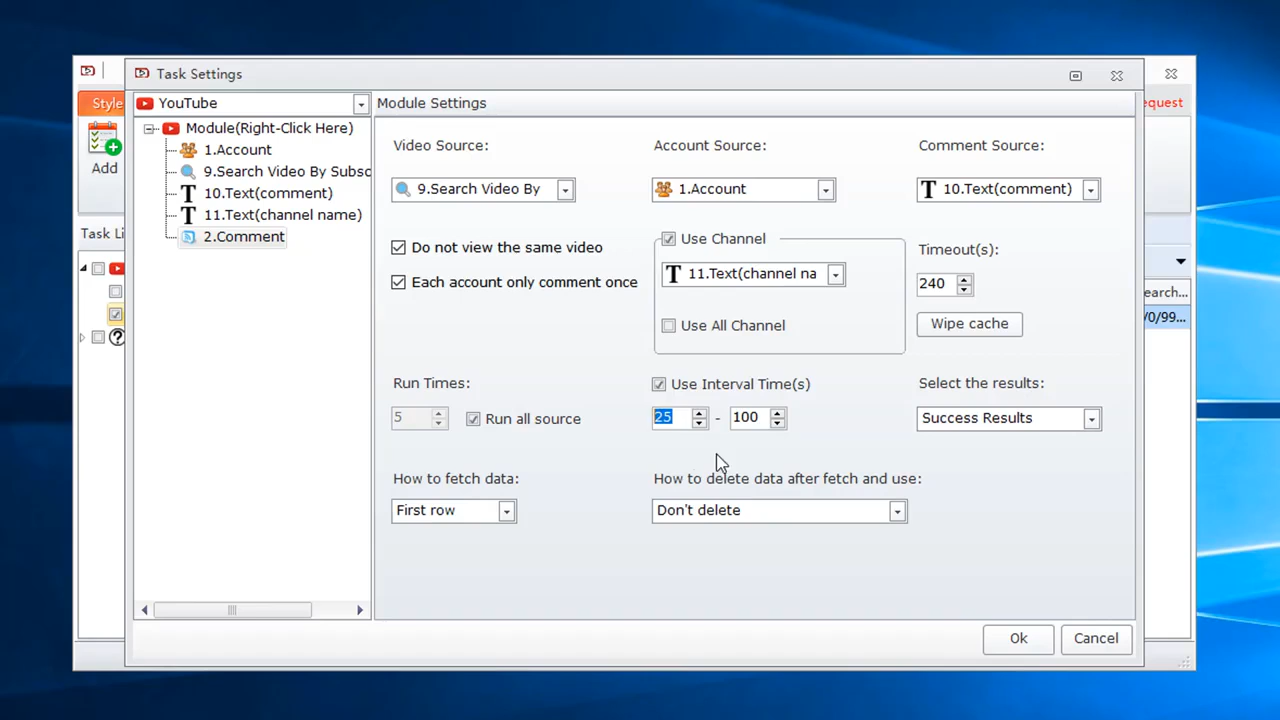 Task Settings
Style
equest
YouTube
Module Settings
Module(Right-Click Here)
1.Account
9.Search Video By Subsc
10.Text(comment)
11.Text(channel name)
2.Comment
Add
Task Li
Video Source:
Account Source:
Comment Source:
9.Search Video By
1.Account
10.Text(comment)
Do not view the same video
Use Channel
Timeout(s):
Each account only comment once
11.Text(channel na
240
Use All Channel
Wipe cache
earch...
/0/99...
Run Times:
Use Interval Time(s)
Select the results:
5
Run all source
25 - 100
Success Results
How to fetch data:
How to delete data after fetch and use:
First row
Don't delete
Ok
Cancel